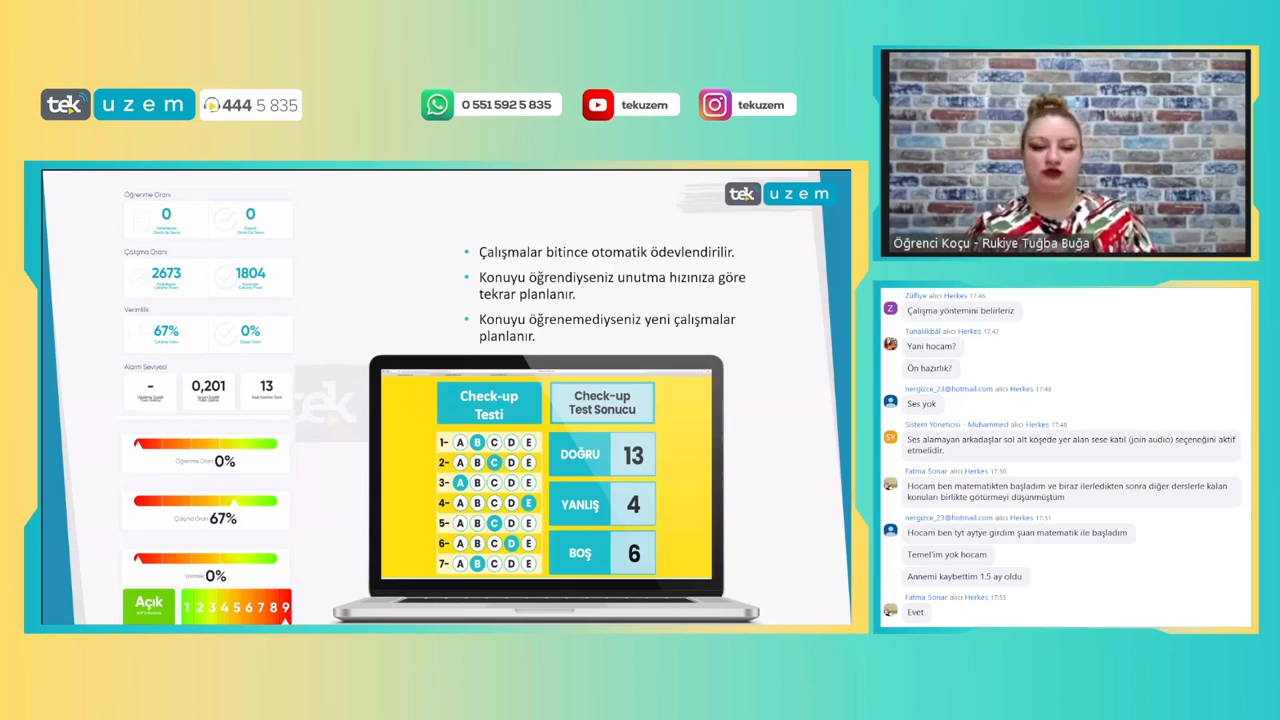 tek uzem 444 5 835
0 551 592 5 835
tekuzem
tekuzem
Öğrenme Oranı
0 0
Çalışma Oranı
2673 1804
Verimlilik
67% 0%
Alarm Seviyesi
- 0,201 13
Öğrenme Oranı 0%
Çalışma Oranı 67%
Verimlilik 0%
Açık
1 2 3 4 5 6 7 8 9
tek uzem
• Çalışmalar bitince otomatik ödevlendirilir.
• Konuyu öğrendiyseniz unutma hızınıza göre
tekrar planlanır.
• Konuyu öğrenemediyseniz yeni çalışmalar
planlanır.
tek
Check-up
Testi
1- A B C D E
2- A B C D E
3- A B C D E
4- A B C D E
5- A B C D E
6- A B C D E
7- A B C D E
Check-up
Test Sonucu
DOĞRU 13
YANLIŞ 4
BOŞ 6
Öğrenci Koçu - Rukiye Tuğba Buğa
Zülfiye alıcı Herkes 17:46
Z
Çalışma yöntemini belirleriz
Tunalikbâl alıcı Herkes 17:47
Yani hocam?
Ön hazırlık?
nergizce_23@hotmail.com alıcı Herkes 17:48
Ses yok
Sistem Yöneticisi - Muhammed alıcı Herkes 17:48
SY
Ses alamayan arkadaşlar sol alt köşede yer alan sese katıl (join audio) seçeneğini aktif
etmelidir.
Fatma Sonar alıcı Herkes 17:50
Hocam ben matematikten başladım ve biraz ilerledikten sonra diğer derslerle kalan
konuları birlikte götürmeyi düşünmüştüm
nergizce_23@hotmail.com alıcı Herkes 17:51
Hocam ben tyt aytye girdim şuan matematik ile başladım
Temel'im yok hocam
Annemi kaybettim 1.5 ay oldu
Fatma Sonar alıcı Herkes 17:53
Evet